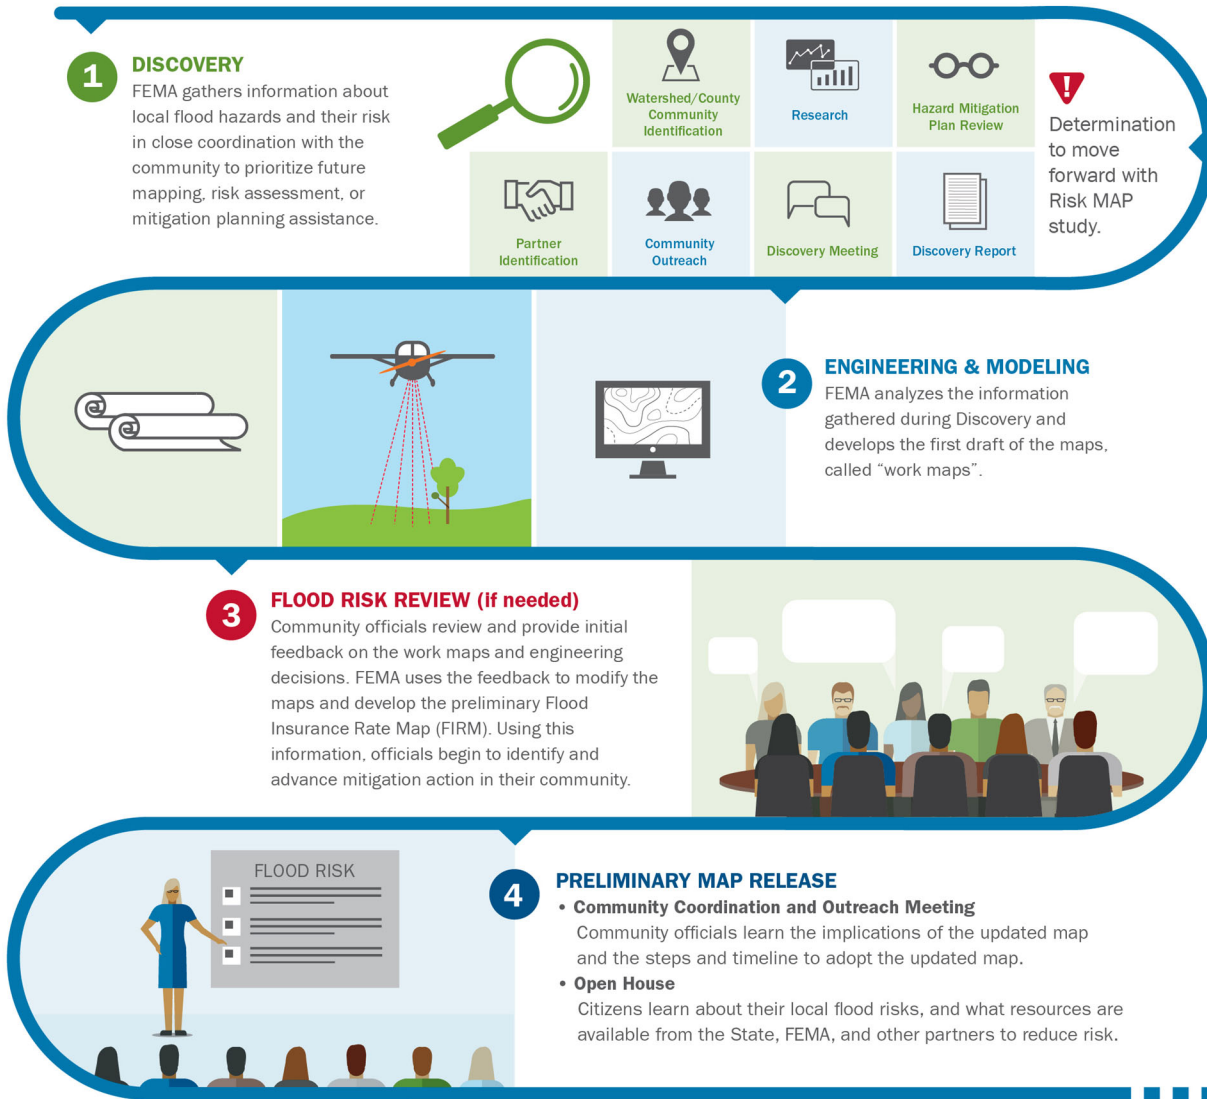 1
DISCOVERY
FEMA gathers information about
local flood hazards and their risk
in close coordination with the
community to prioritize future
mapping, risk assessment, or
mitigation planning assistance.
Watershed/County
Community
Identification
Research
Hazard Mitigation
Plan Review
Partner
Identification
Community
Outreach
Discovery Meeting
Discovery Report
!
Determination
to move
forward with
Risk MAP
study.
2
ENGINEERING & MODELING
FEMA analyzes the information
gathered during Discovery and
develops the first draft of the maps,
called “work maps”.
3
FLOOD RISK REVIEW (if needed)
Community officials review and provide initial
feedback on the work maps and engineering
decisions. FEMA uses the feedback to modify the
maps and develop the preliminary Flood
Insurance Rate Map (FIRM). Using this
information, officials begin to identify and
advance mitigation action in their community.
FLOOD RISK
4
PRELIMINARY MAP RELEASE
• Community Coordination and Outreach Meeting
Community officials learn the implications of the updated map
and the steps and timeline to adopt the updated map.
• Open House
Citizens learn about their local flood risks, and what resources are
available from the State, FEMA, and other partners to reduce risk.